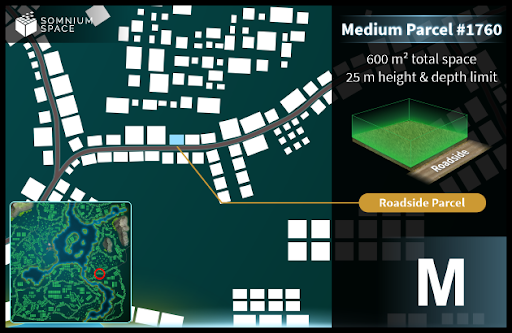 SOMNIUM
SPACE
Medium Parcel #1760
600 m² total space
25 m height & depth limit
Roadside
Roadside Parcel
M